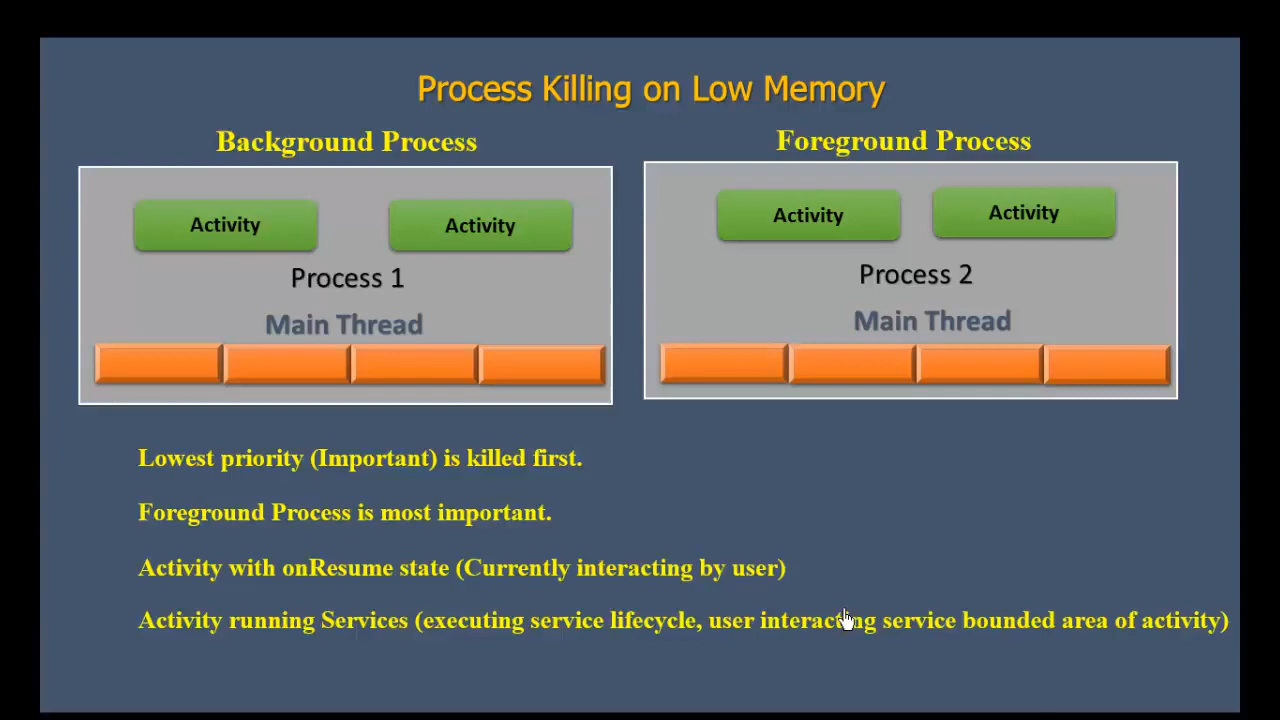 Process Killing on Low Memory
Background Process
Foreground Process
Activity
Activity
Process 1
Main Thread
Activity
Activity
Process 2
Main Thread
Lowest priority (Important) is killed first.
Foreground Process is most important.
Activity with onResume state (Currently interacting by user)
Activity running Services (executing service lifecycle, user interacting service bounded area of activity)